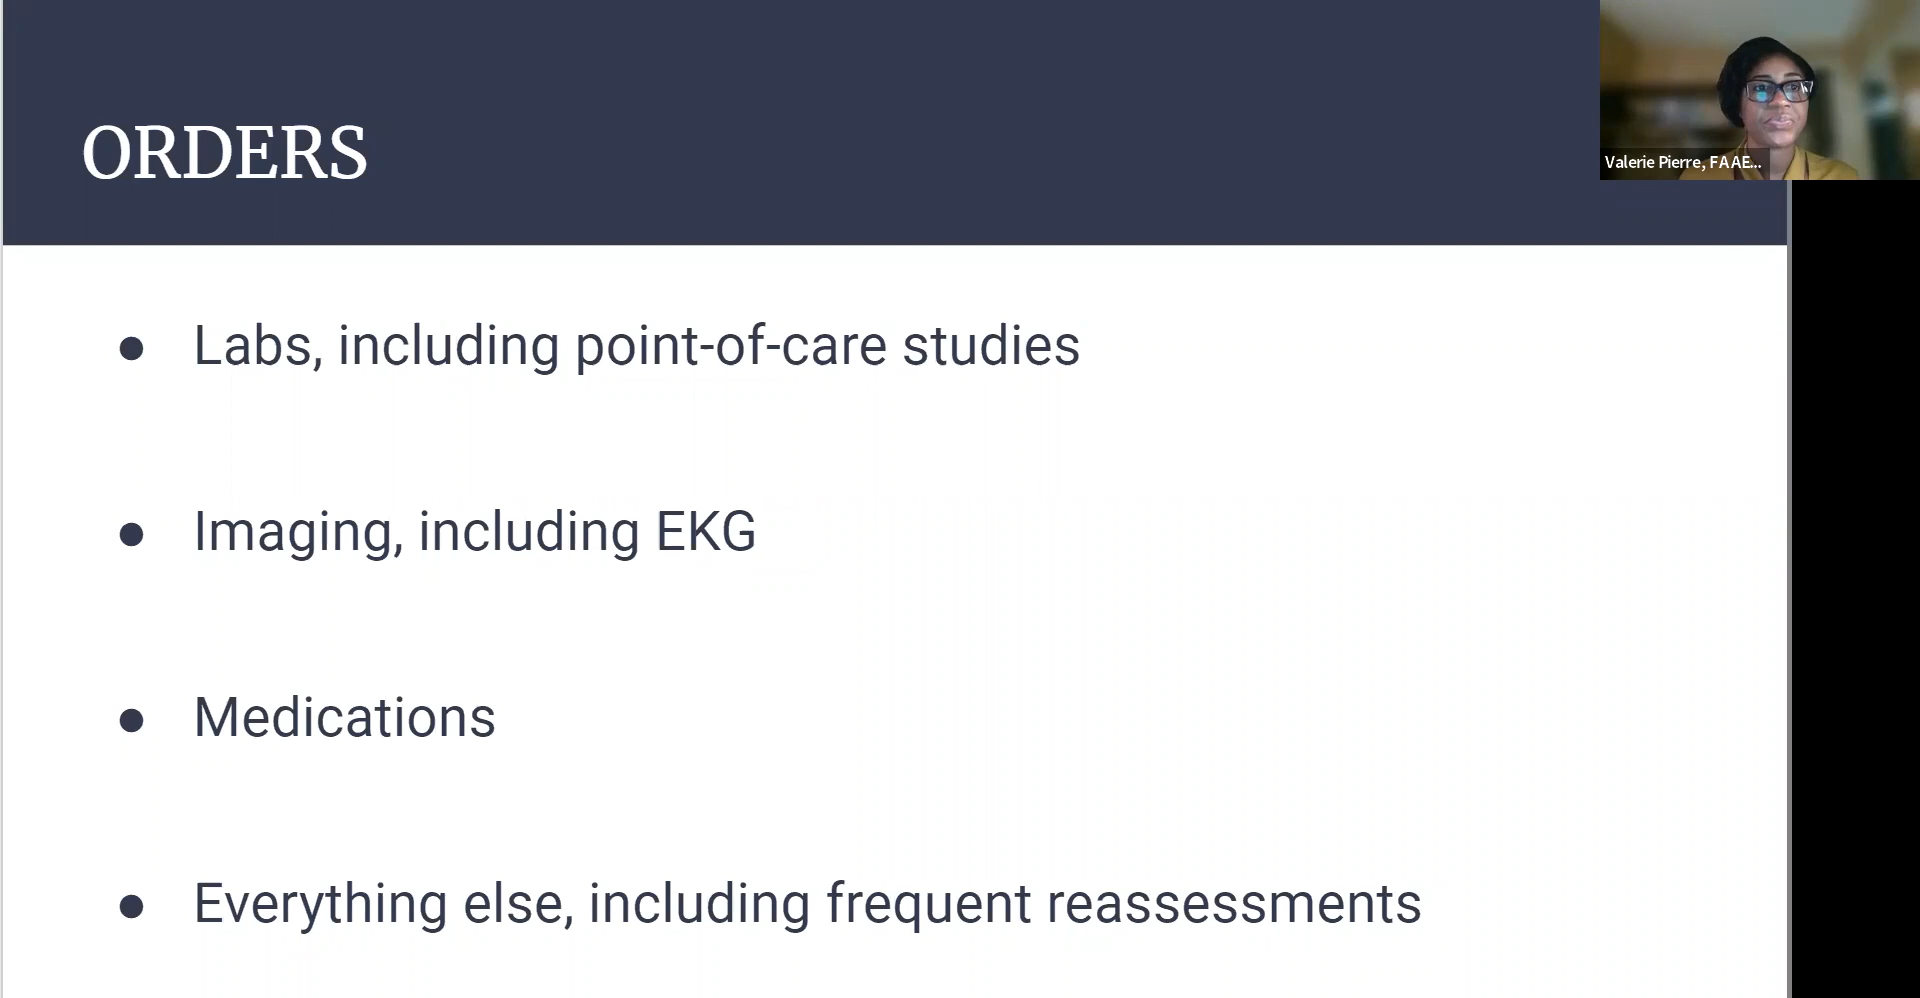 ORDERS
Valerie Pierre, FAAE...
● Labs, including point-of-care studies
● Imaging, including EKG
● Medications
● Everything else, including frequent reassessments